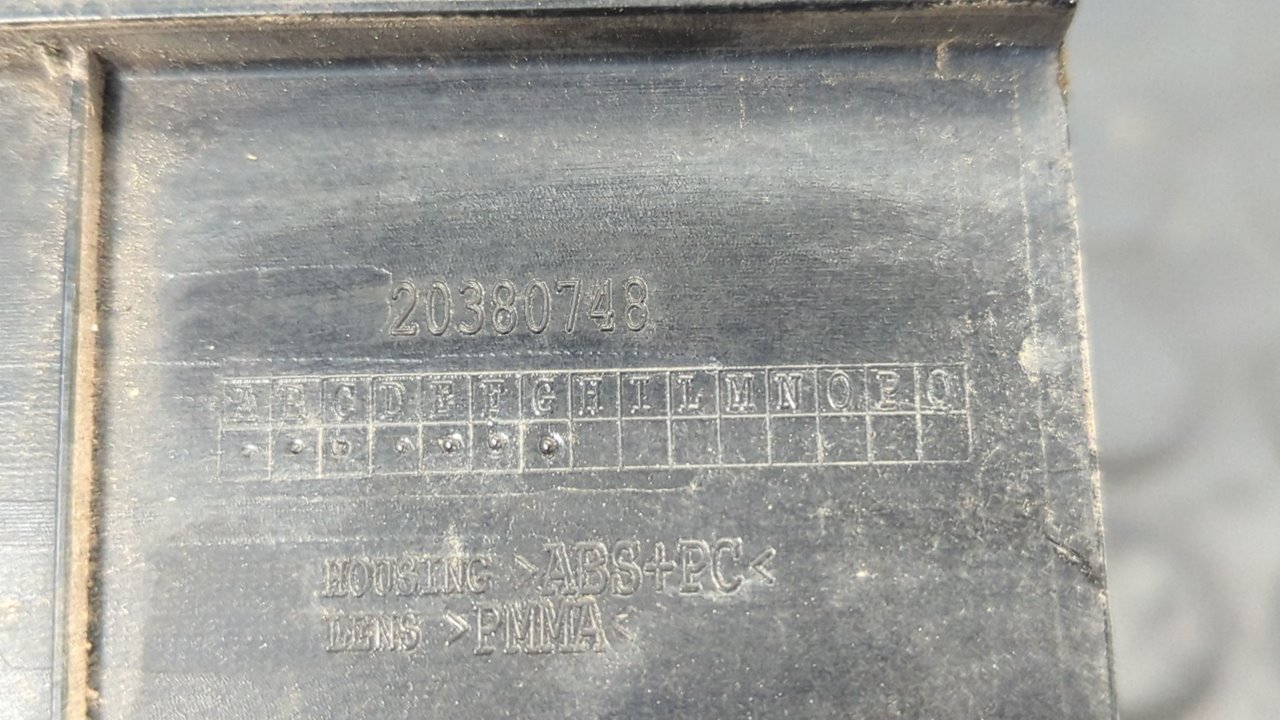 20380748
A B C D E F G H I L M N O P Q
HOUSING >ABS+PC<
LENS >PMMA<